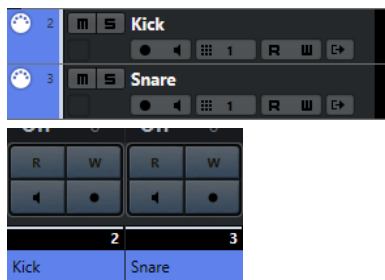 2 m S Kick
1 R W
3 m S Snare
1 R W
R W R W
2 3
Kick Snare